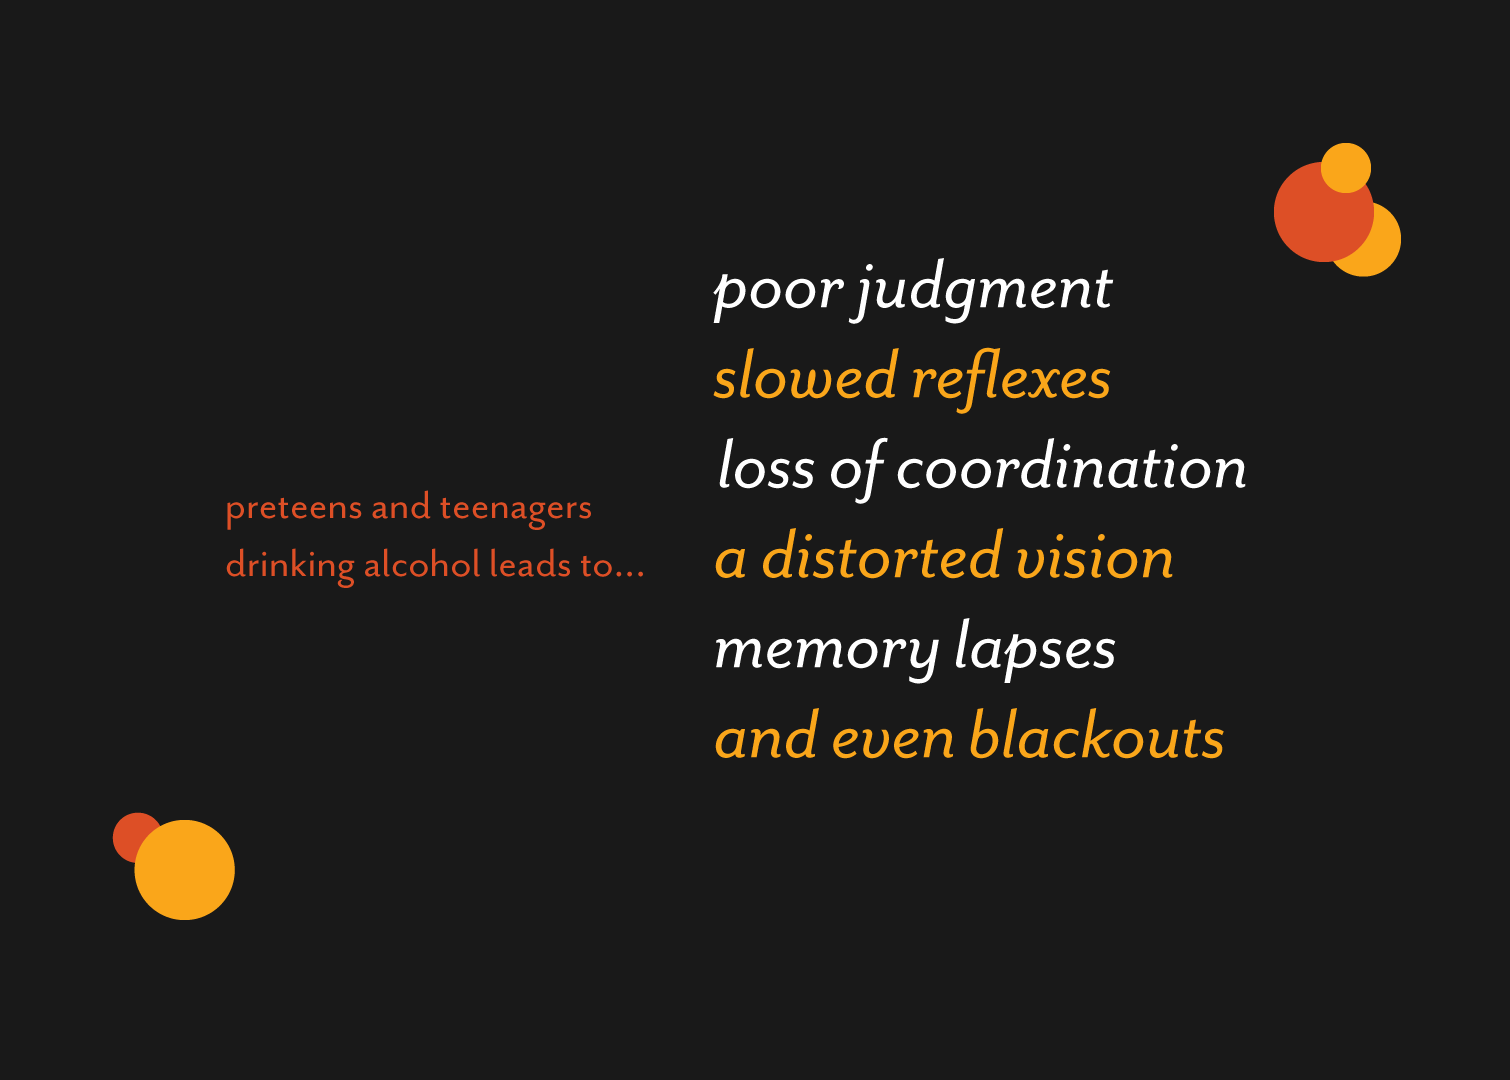 preteens and teenagers
drinking alcohol leads to...
poor judgment
slowed reflexes
loss of coordination
a distorted vision
memory lapses
and even blackouts